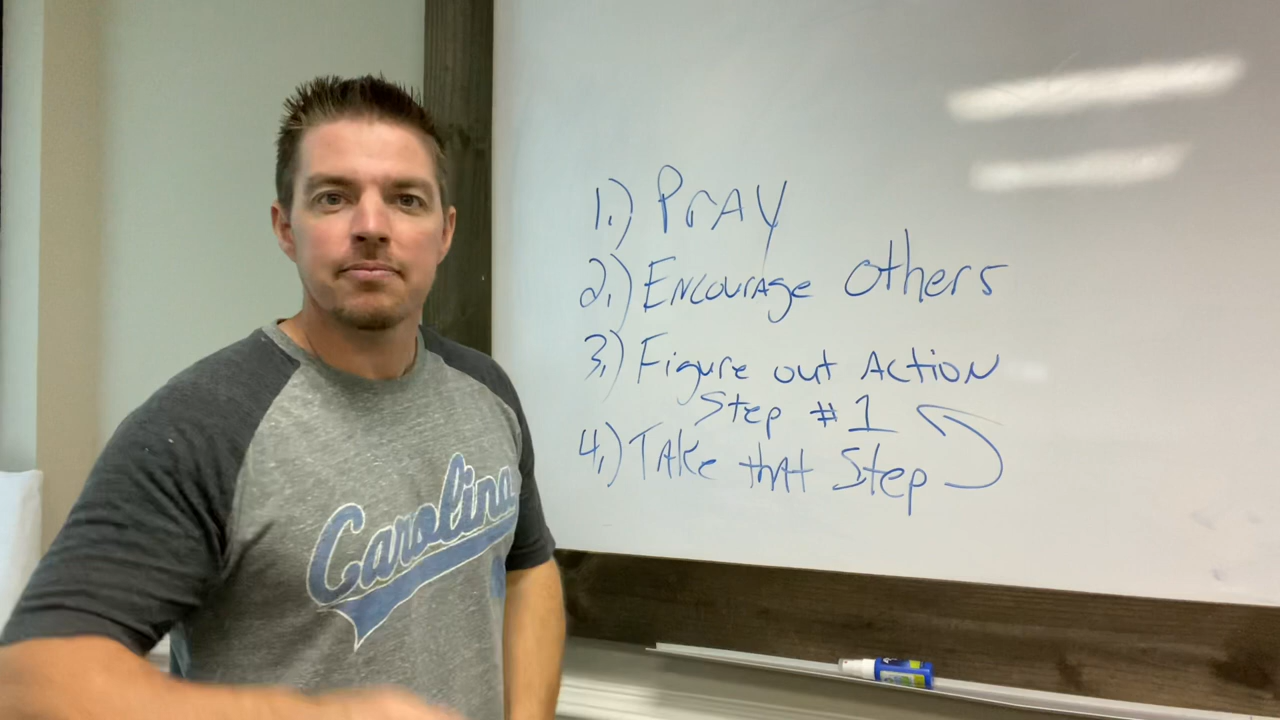 1.) Pray
2.) Encourage Others
3.) Figure out Action
Step #1
4.) Take that Step
Carolina